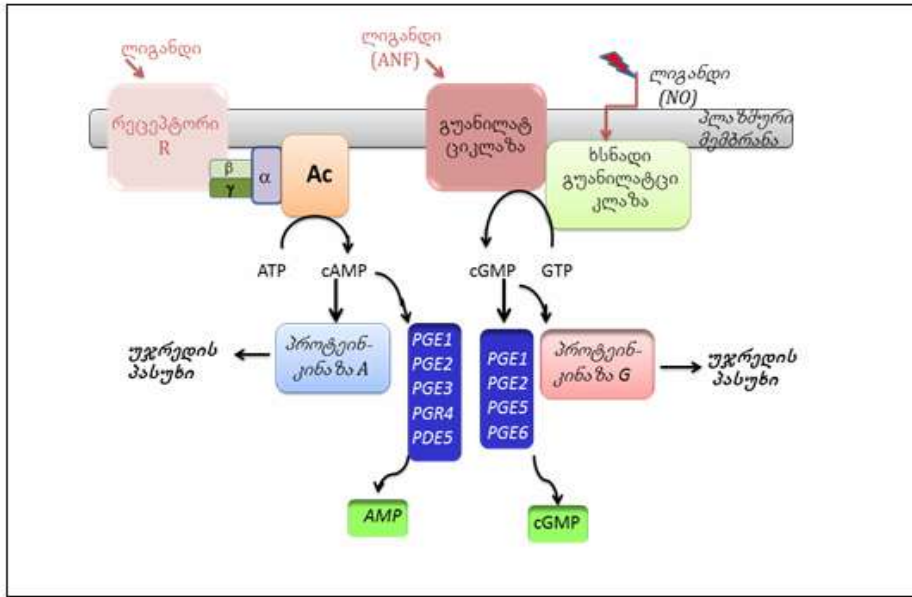 ლიგანდი
ლიგანდი
(ANF)
ლიგანდი
(NO)
პლაზმური
მემბრანა
რეცეპტორი
R
გუანილატ
ციკლაზა
ხსნადი
გუანილატცი
კლაზა
β
γ
α
Ac
ATP
cAMP
cGMP
GTP
უჯრედის
პასუხი
პროტეინ-
კინაზა A
PGE1
PGE2
PGE3
PGR4
PDE5
PGE1
PGE2
PGE5
PGE6
პროტეინ-
კინაზა G
უჯრედის
პასუხი
AMP
cGMP